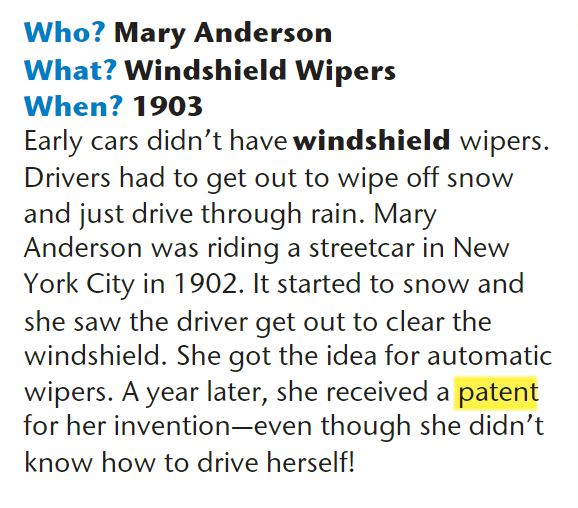 Who? Mary Anderson
What? Windshield Wipers
When? 1903
Early cars didn’t have windshield wipers.
Drivers had to get out to wipe off snow
and just drive through rain. Mary
Anderson was riding a streetcar in New
York City in 1902. It started to snow and
she saw the driver get out to clear the
windshield. She got the idea for automatic
wipers. A year later, she received a patent
for her invention—even though she didn’t
know how to drive herself!